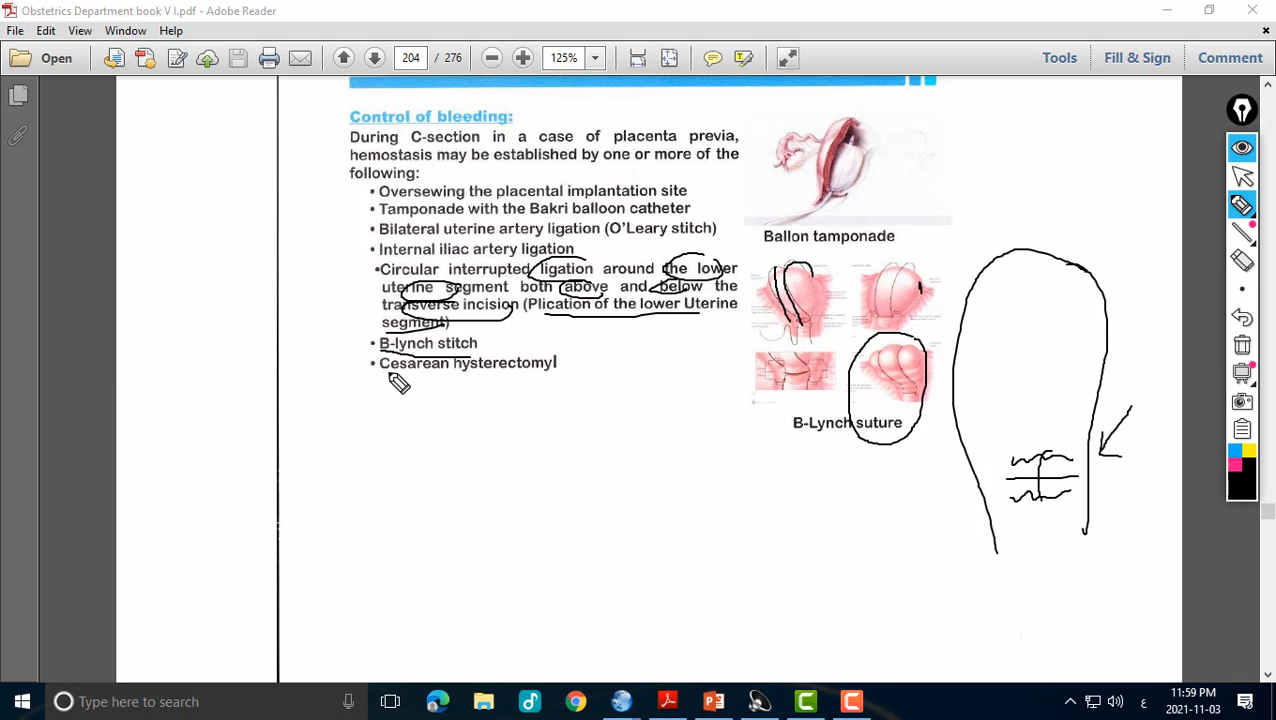 Obstetrics Department book V I.pdf - Adobe Reader
File Edit View Window Help
Open 204 / 276 125% Tools Fill & Sign Comment
Control of bleeding:
During C-section in a case of placenta previa,
hemostasis may be established by one or more of the
following:
• Oversewing the placental implantation site
• Tamponade with the Bakri balloon catheter
• Bilateral uterine artery ligation (O'Leary stitch)
• Internal iliac artery ligation
•Circular interrupted ligation around the lower
uterine segment both above and below the
transverse incision (Plication of the lower Uterine
segment)
• B-lynch stitch
• Cesarean hysterectomyl
Ballon tamponade
B-Lynch suture
Type here to search
ع
11:59 PM
2021-11-03